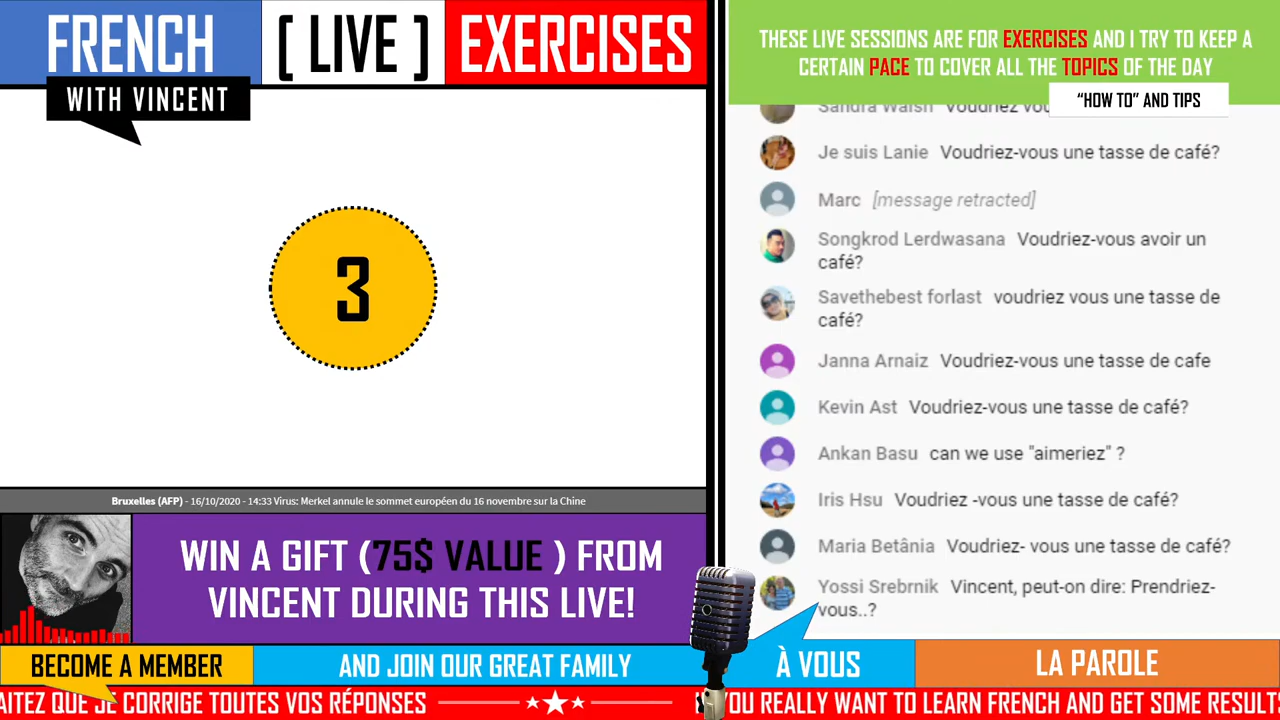 FRENCH
[ LIVE ]
EXERCISES
WITH VINCENT
THESE LIVE SESSIONS ARE FOR EXERCISES AND I TRY TO KEEP A
CERTAIN PACE TO COVER ALL THE TOPICS OF THE DAY
"HOW TO" AND TIPS
Sandra Walsh
Je suis Lanie Voudriez-vous une tasse de café?
Marc [message retracted]
Songkrod Lerdwasana Voudriez-vous avoir un
café?
Savethebest forlast voudriez vous une tasse de
café?
Janna Arnaiz Voudriez-vous une tasse de cafe
Kevin Ast Voudriez-vous une tasse de café?
Ankan Basu can we use "aimeriez" ?
Iris Hsu Voudriez -vous une tasse de café?
Maria Betânia Voudriez- vous une tasse de café?
Yossi Srebrnik Vincent, peut-on dire: Prendriez-
vous..?
3
Bruxelles (AFP) - 16/10/2020 - 14:33 Virus: Merkel annule le sommet européen du 16 novembre sur la Chine
WIN A GIFT (75$ VALUE ) FROM
VINCENT DURING THIS LIVE!
BECOME A MEMBER
AND JOIN OUR GREAT FAMILY
À VOUS
LA PAROLE
AITEZ QUE JE CORRIGE TOUTES VOS RÉPONSES
YOU REALLY WANT TO LEARN FRENCH AND GET SOME RESULTS